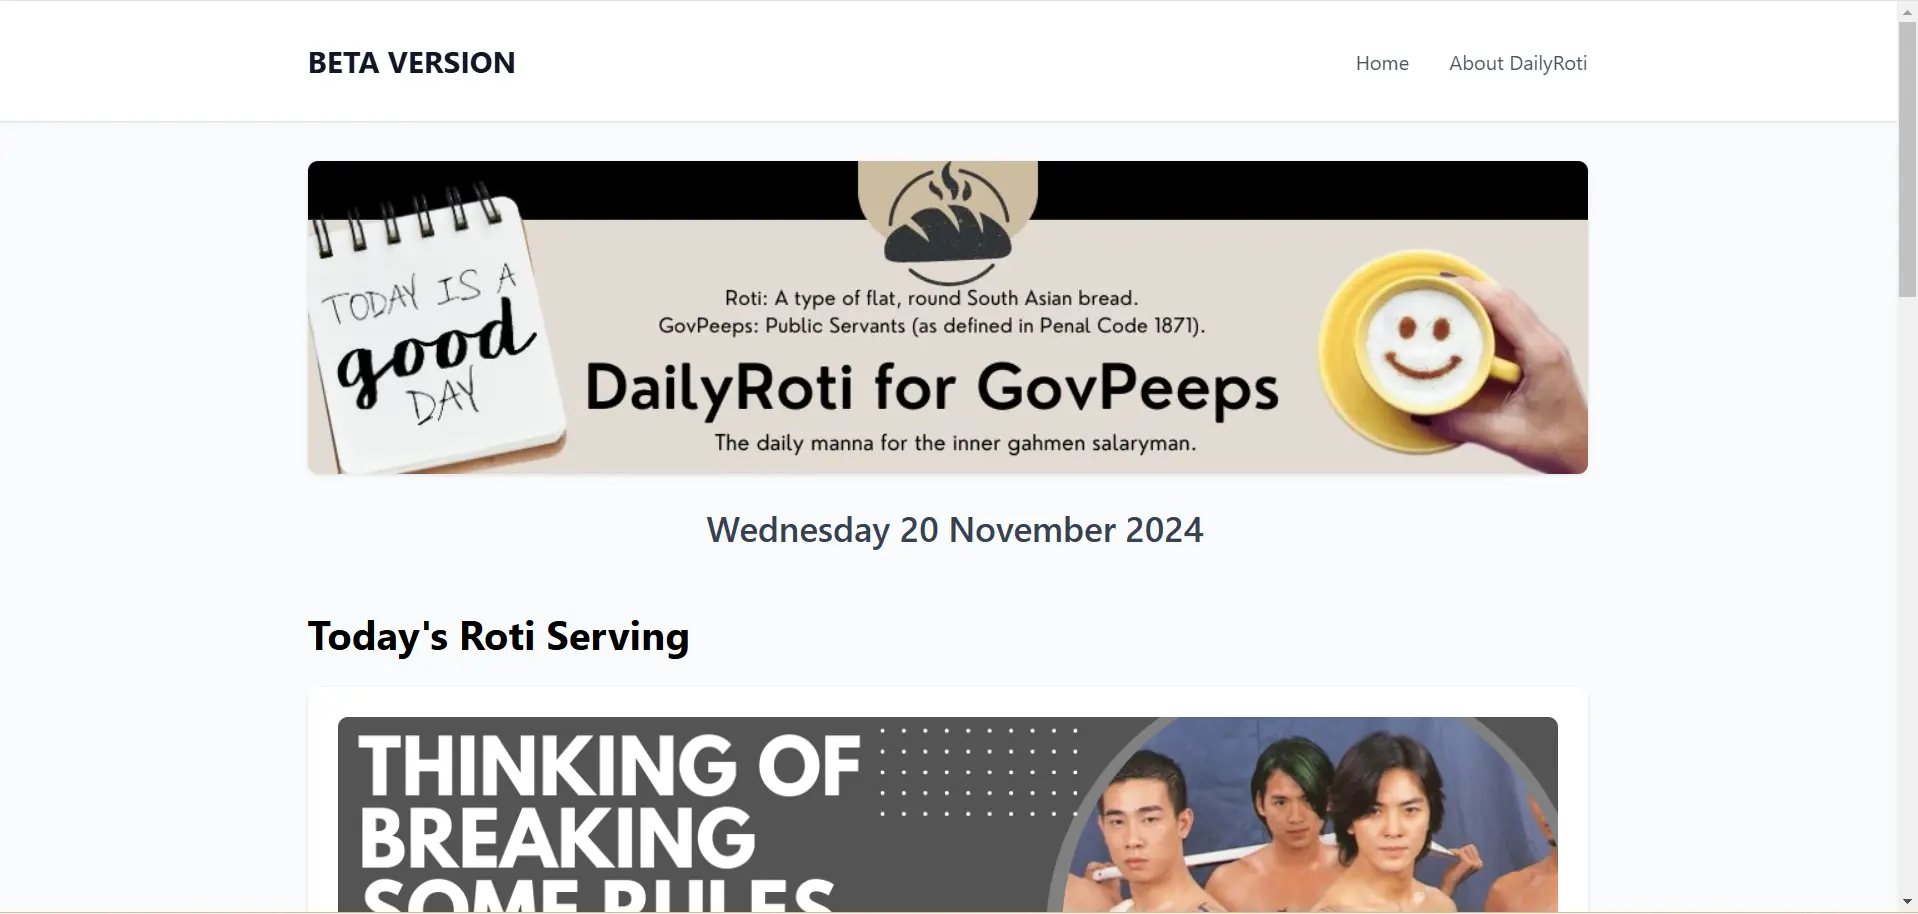 BETA VERSION
Home
About DailyRoti
TODAY IS A
good
DAY
Roti: A type of flat, round South Asian bread.
GovPeeps: Public Servants (as defined in Penal Code 1871).
DailyRoti for GovPeeps
The daily manna for the inner gahmen salaryman.
Wednesday 20 November 2024
Today's Roti Serving
THINKING OF
BREAKING
SOME RULES